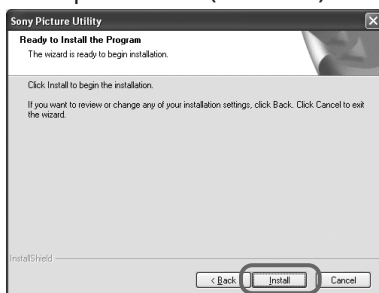 Sony Picture Utility
Ready to Install the Program
The wizard is ready to begin installation.
Click Install to begin the installation.
If you want to review or change any of your installation settings, click Back. Click Cancel to exit
the wizard.
InstallShield
< Back Install Cancel